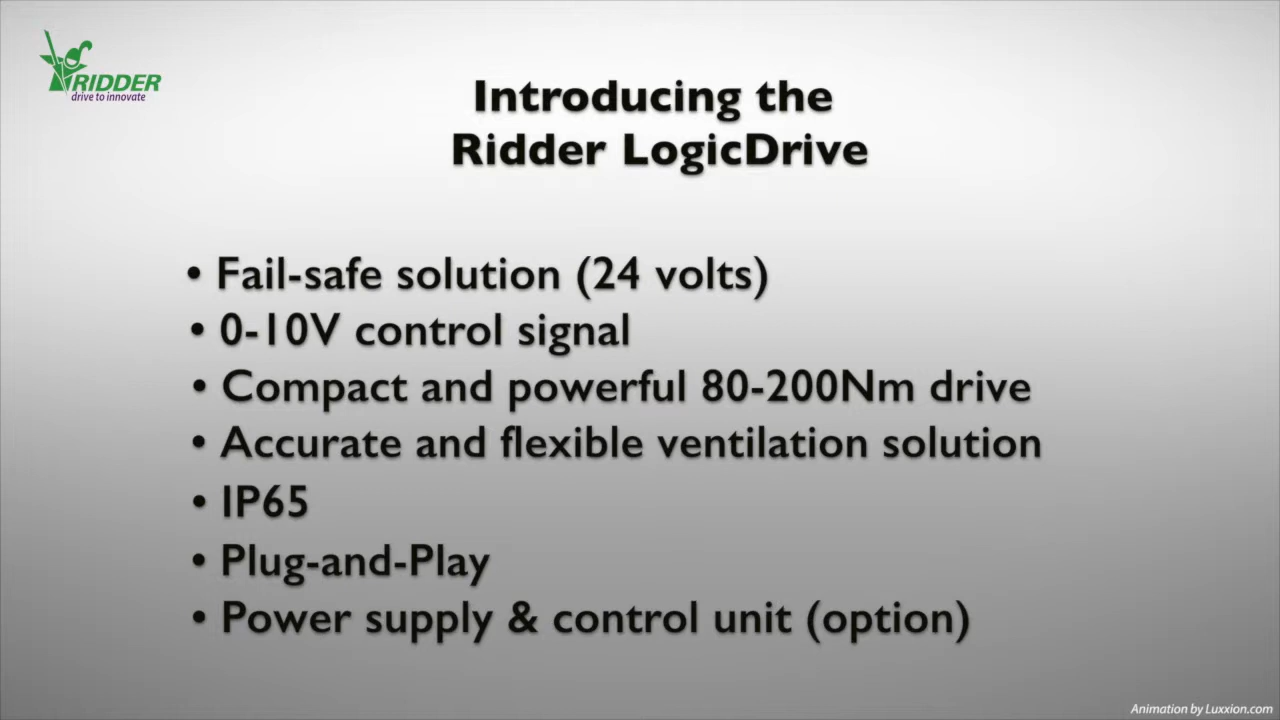 RIDDER
drive to innovate
Introducing the
Ridder LogicDrive
• Fail-safe solution (24 volts)
• 0-10V control signal
• Compact and powerful 80-200Nm drive
• Accurate and flexible ventilation solution
• IP65
• Plug-and-Play
• Power supply & control unit (option)
Animation by Luxxion.com